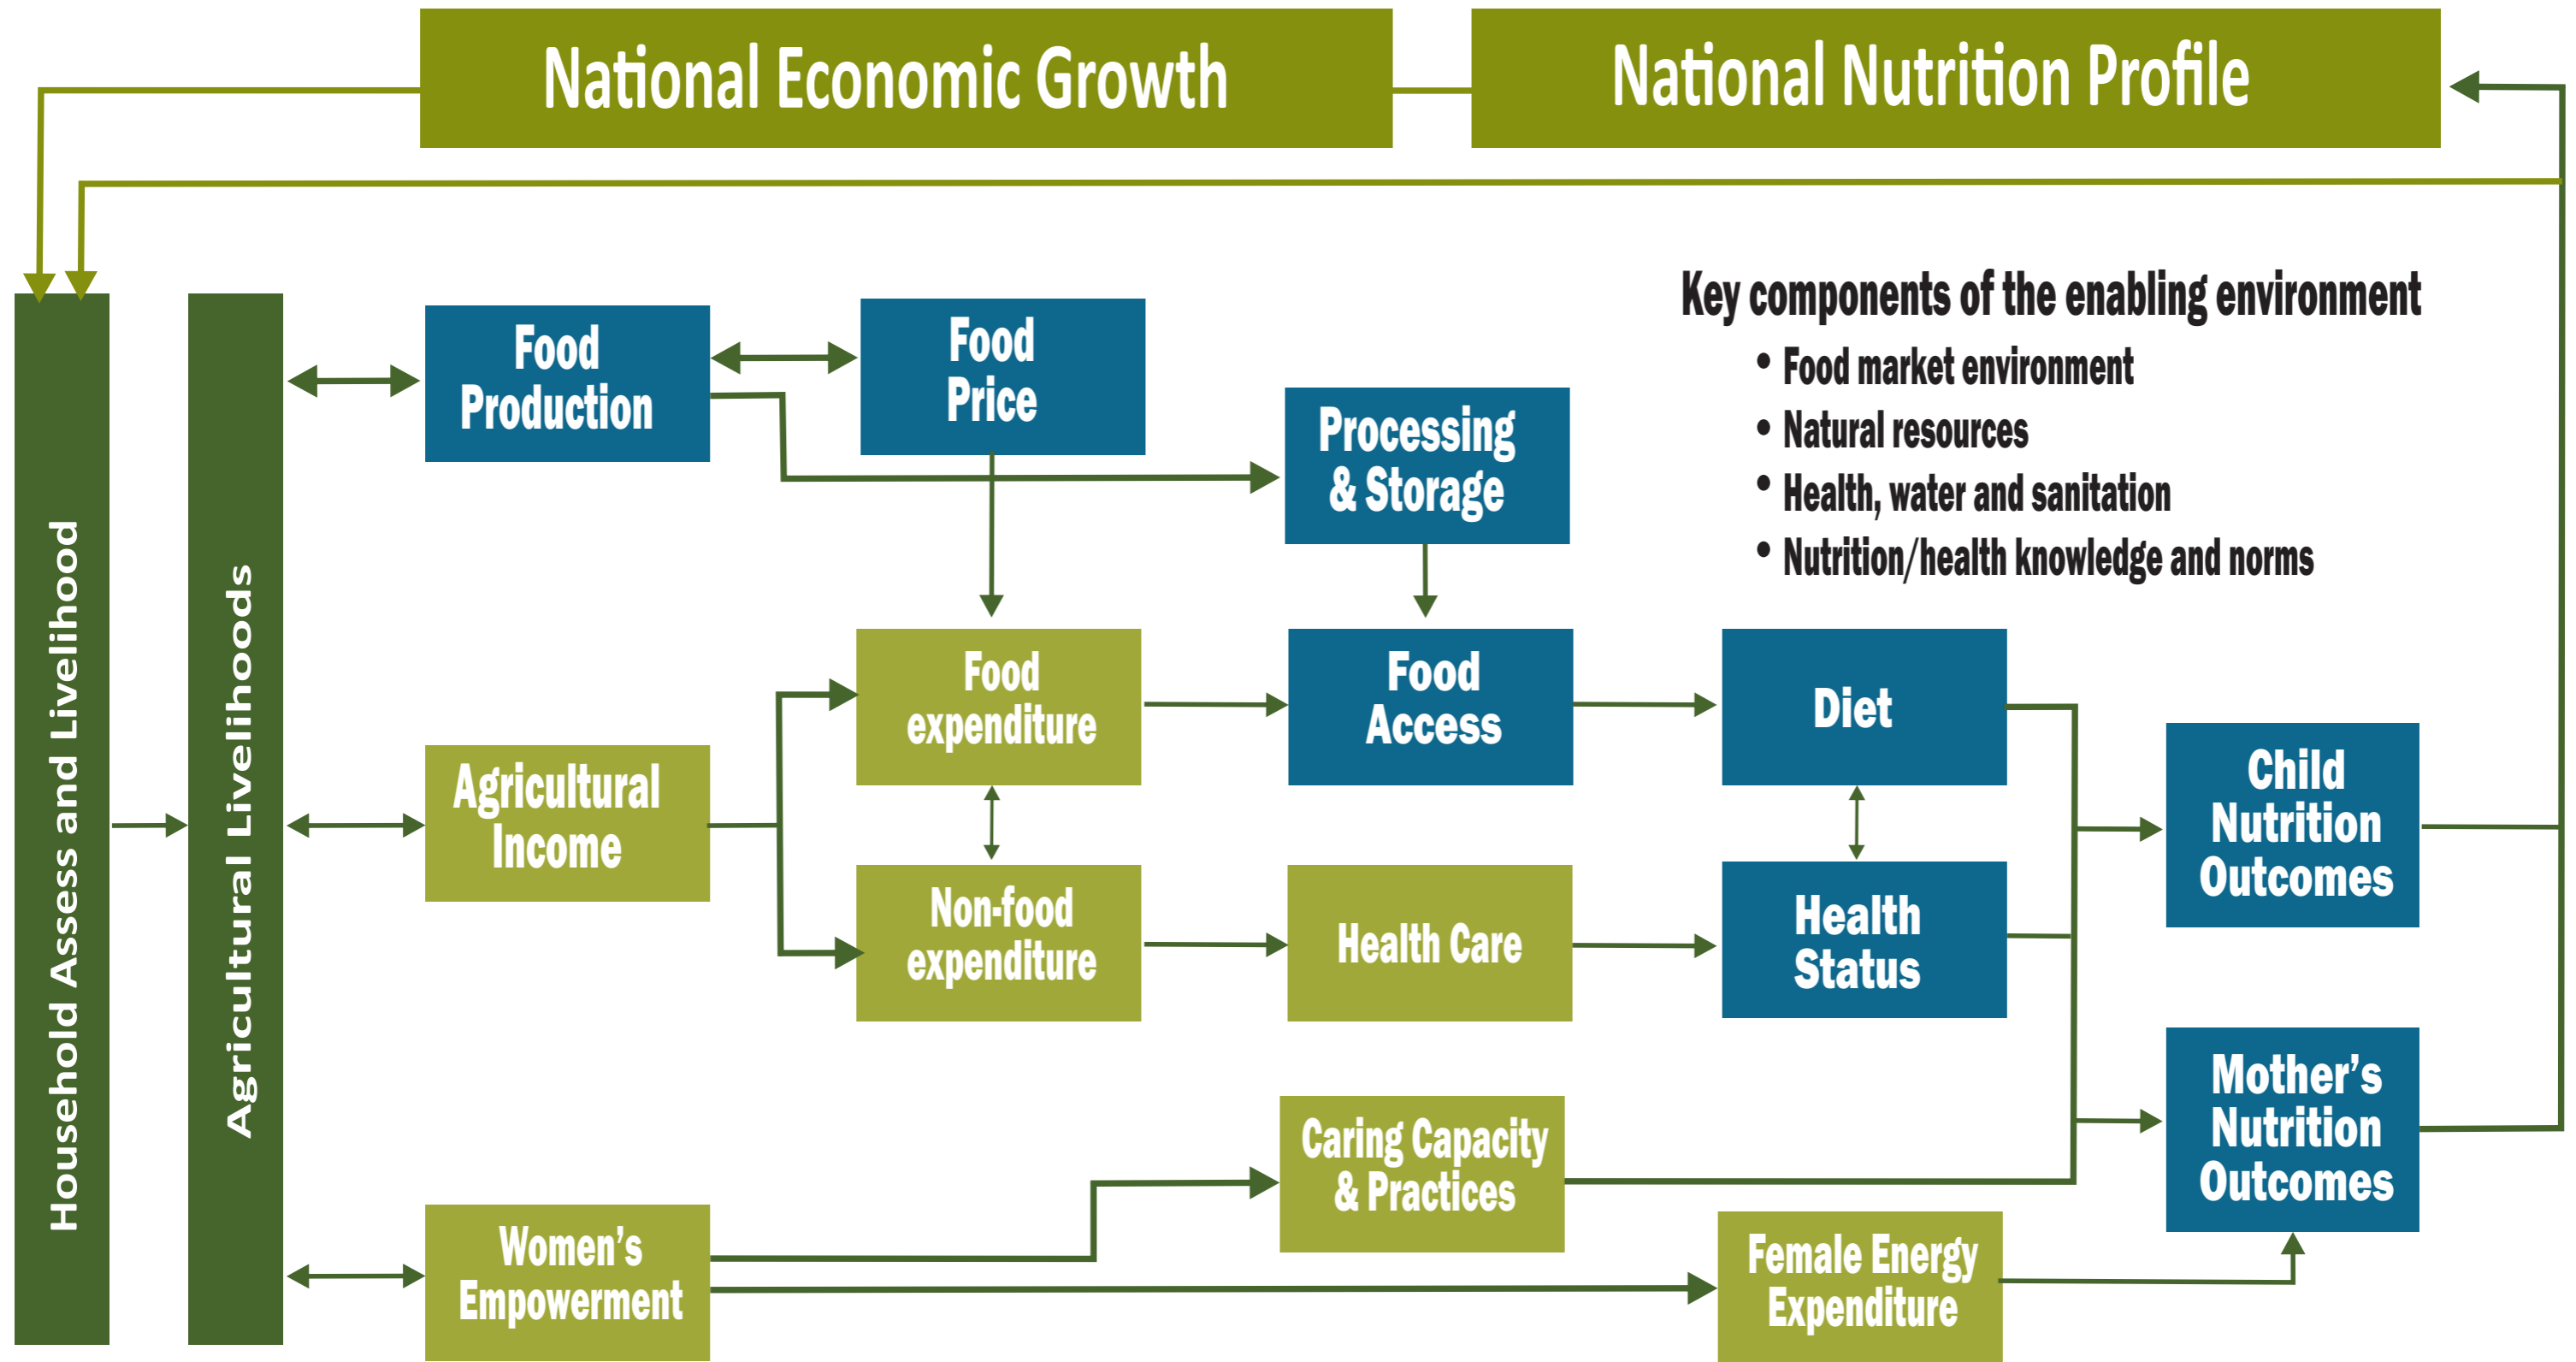 National Economic Growth
National Nutrition Profile
Household Assess and Livelihood
Agricultural Livelihoods
Food
Production
Food
Price
Processing
& Storage
Key components of the enabling environment
• Food market environment
• Natural resources
• Health, water and sanitation
• Nutrition/health knowledge and norms
Agricultural
Income
Food
expenditure
Food
Access
Diet
Non-food
expenditure
Health Care
Health
Status
Child
Nutrition
Outcomes
Women’s
Empowerment
Caring Capacity
& Practices
Female Energy
Expenditure
Mother’s
Nutrition
Outcomes